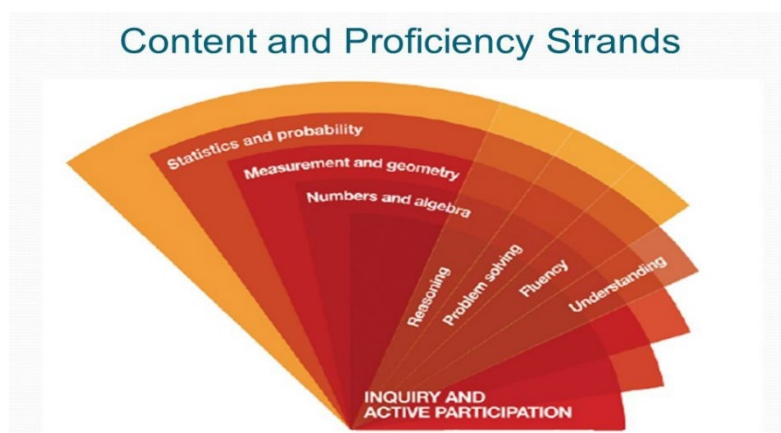 Content and Proficiency Strands
Statistics and probability
Measurement and geometry
Numbers and algebra
Reasoning
Problem solving
Fluency
Understanding
INQUIRY AND
ACTIVE PARTICIPATION